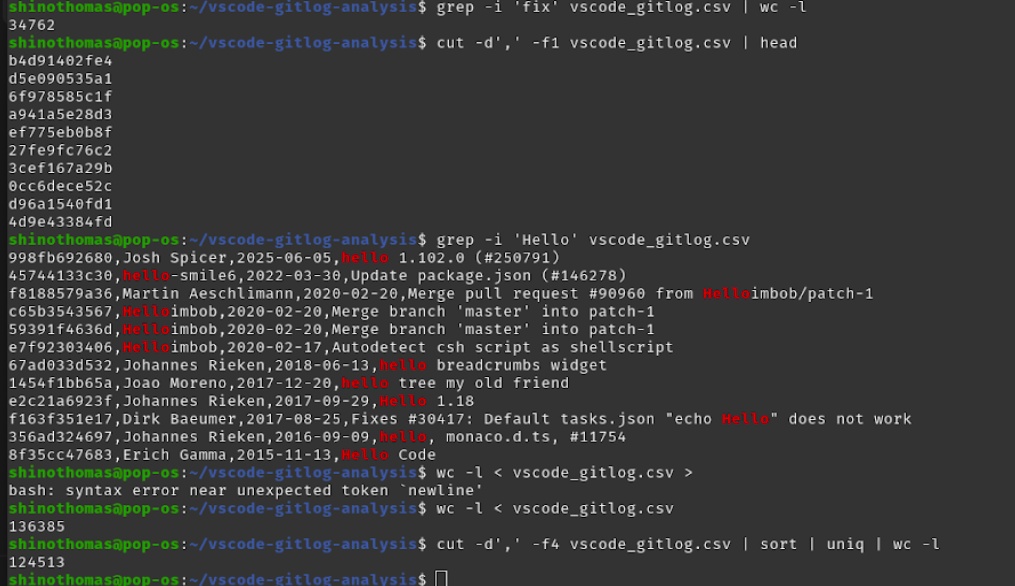 shinothomas@pop-os:~/vscode-gitlog-analysis$ grep -i 'fix' vscode_gitlog.csv | wc -l
34762
shinothomas@pop-os:~/vscode-gitlog-analysis$ cut -d',' -f1 vscode_gitlog.csv | head
b4d91402fe4
d5e090535a1
6f978585c1f
a941a5e28d3
ef775eb0b8f
27fe9fc76c2
3cef167a29b
0cc6dece52c
d96a1540fd1
4d9e43384fd
shinothomas@pop-os:~/vscode-gitlog-analysis$ grep -i 'Hello' vscode_gitlog.csv
998fb692680,Josh Spicer,2025-06-05,hello 1.102.0 (#250791)
45744133c30,hello-smile6,2022-03-30,Update package.json (#146278)
f8188579a36,Martin Aeschlimann,2020-02-20,Merge pull request #90960 from Helloimbob/patch-1
c65b3543567,Helloimbob,2020-02-20,Merge branch 'master' into patch-1
59391f4636d,Helloimbob,2020-02-20,Merge branch 'master' into patch-1
e7f92303406,Helloimbob,2020-02-17,Autodetect csh script as shellscript
67ad033d532,Johannes Rieken,2018-06-13,hello breadcrumbs widget
1454f1bb65a,Joao Moreno,2017-12-20,hello tree my old friend
e2c21a6923f,Johannes Rieken,2017-09-29,Hello 1.18
f163f351e17,Dirk Baeumer,2017-08-25,Fixes #30417: Default tasks.json "echo Hello" does not work
356ad324697,Johannes Rieken,2016-09-09,hello, monaco.d.ts, #11754
8f35cc47683,Erich Gamma,2015-11-13,Hello Code
shinothomas@pop-os:~/vscode-gitlog-analysis$ wc -l < vscode_gitlog.csv >
bash: syntax error near unexpected token `newline'
shinothomas@pop-os:~/vscode-gitlog-analysis$ wc -l < vscode_gitlog.csv
136385
shinothomas@pop-os:~/vscode-gitlog-analysis$ cut -d',' -f4 vscode_gitlog.csv | sort | uniq | wc -l
124513
shinothomas@pop-os:~/vscode-gitlog-analysis$